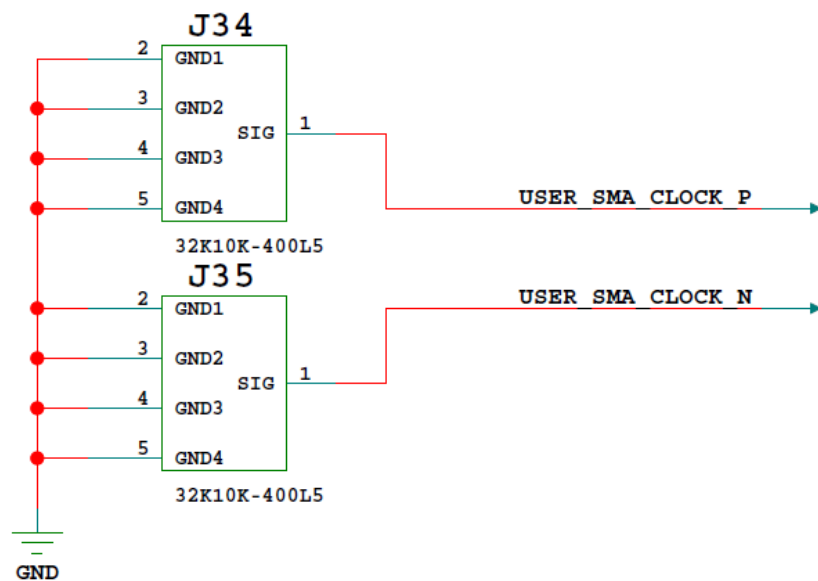 J34
2 GND1
3 GND2
SIG 1
4 GND3
5 GND4
USER_SMA_CLOCK_P
32K10K-400L5
J35
2 GND1
USER_SMA_CLOCK_N
3 GND2
SIG 1
4 GND3
5 GND4
32K10K-400L5
GND